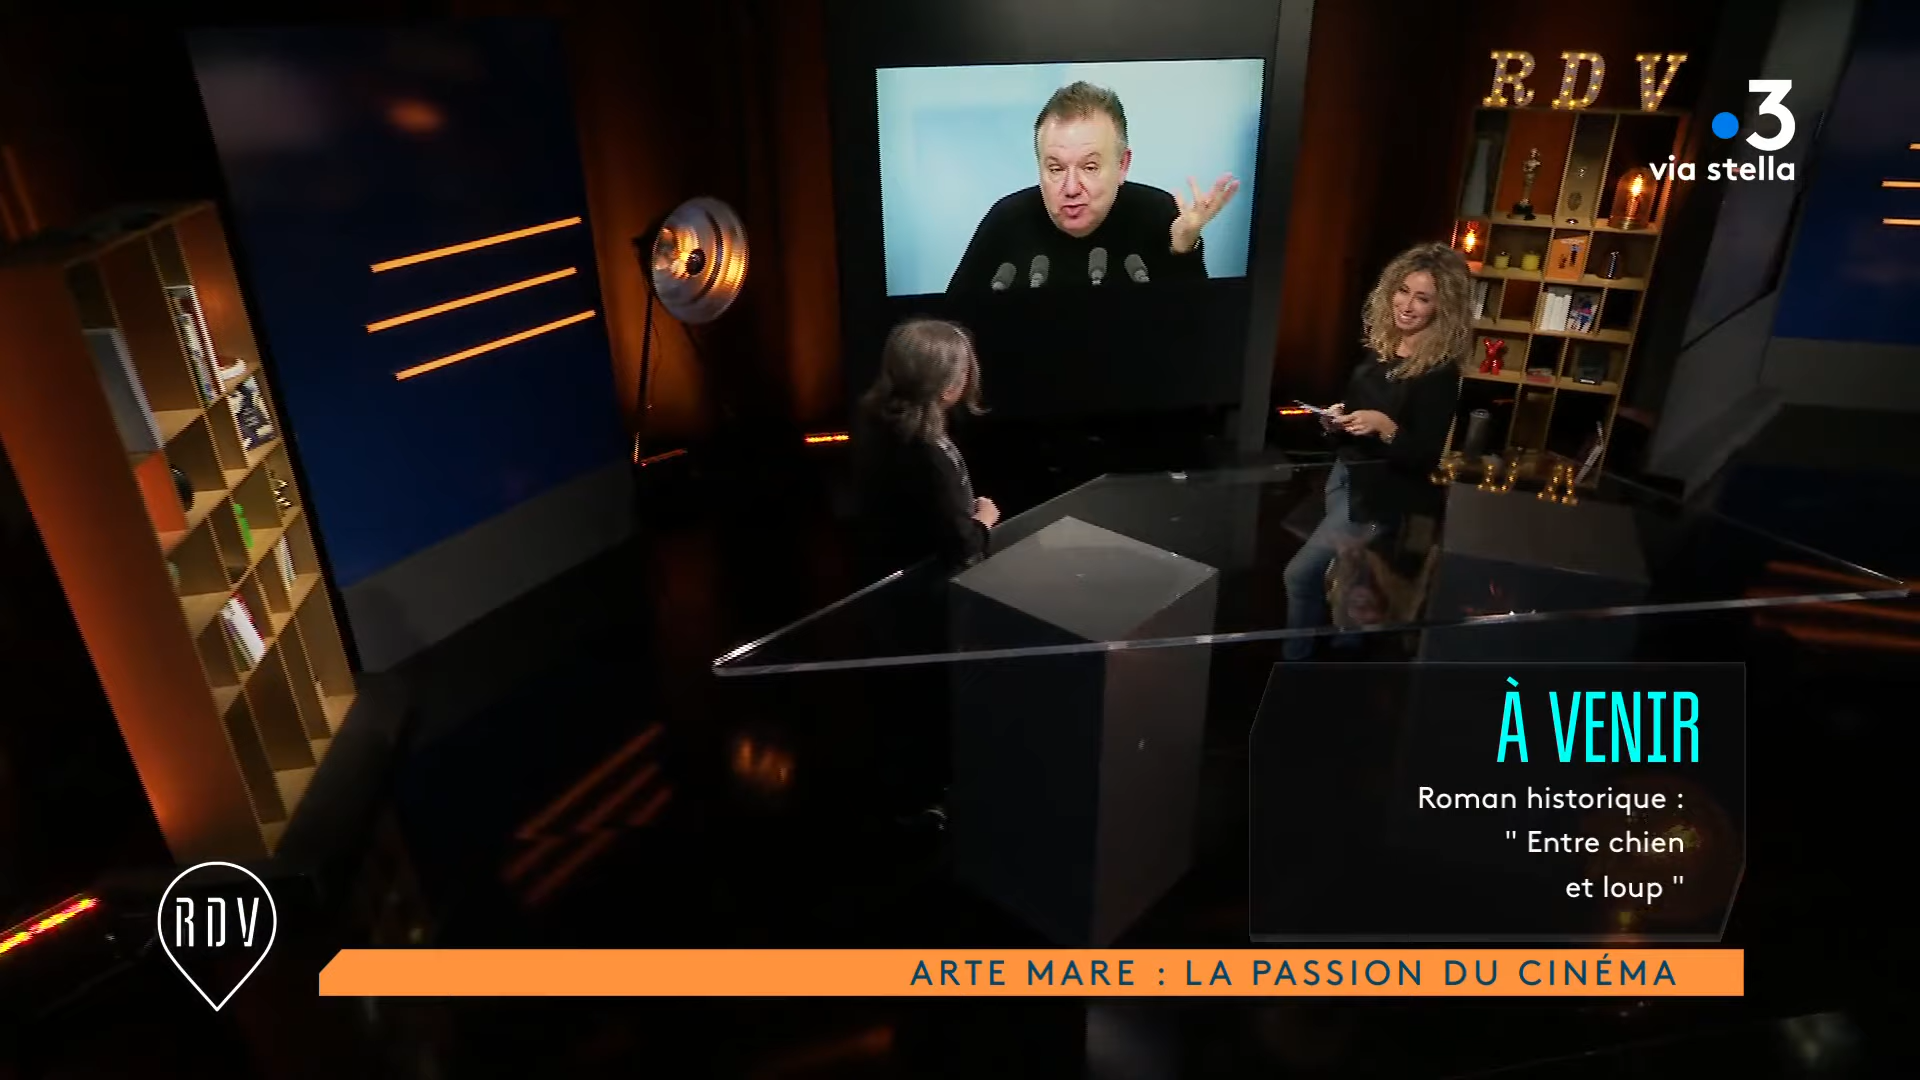 RDV
3
via stella
À VENIR
Roman historique :
" Entre chien
et loup "
RDV
ARTE MARE : LA PASSION DU CINÉMA